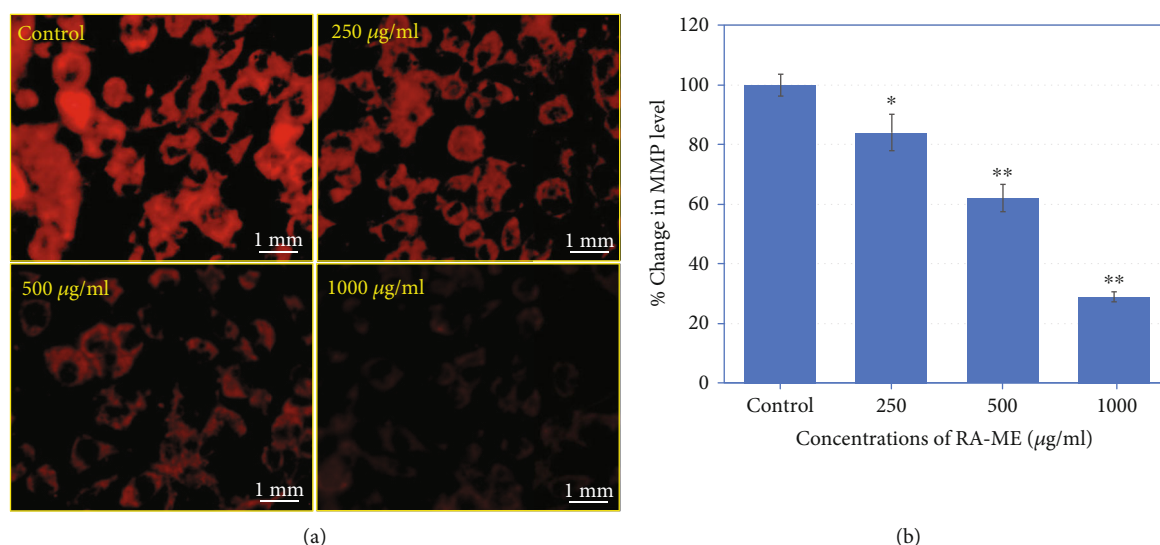 Control
250 μg/ml
1 mm
1 mm
500 μg/ml
1000 μg/ml
1 mm
1 mm
(a)
% Change in MMP level
120
100
80
60
40
20
0
*
**
**
Control 250 500 1000
Concentrations of RA-ME (μg/ml)
(b)